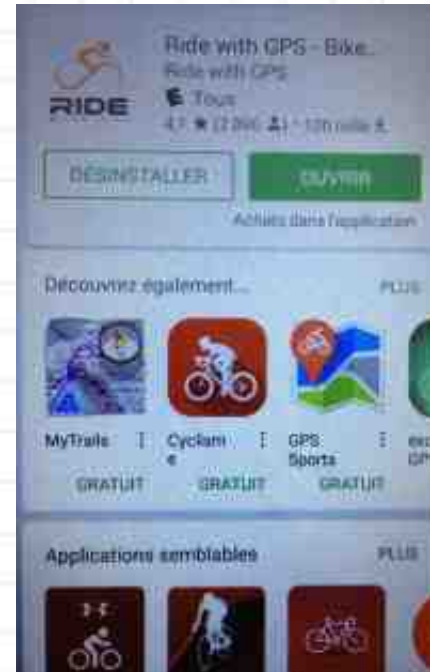 Ride with GPS - Bike...
Ride with GPS
RIDE
Tous
DÉSINSTALLER
OUVRIR
Achats dans l'application
Découvrez également...
PLUS
MyTrails
Cyclam
e
GPS
Sports
GRATUIT
GRATUIT
GRATUIT
Applications semblables
PLUS